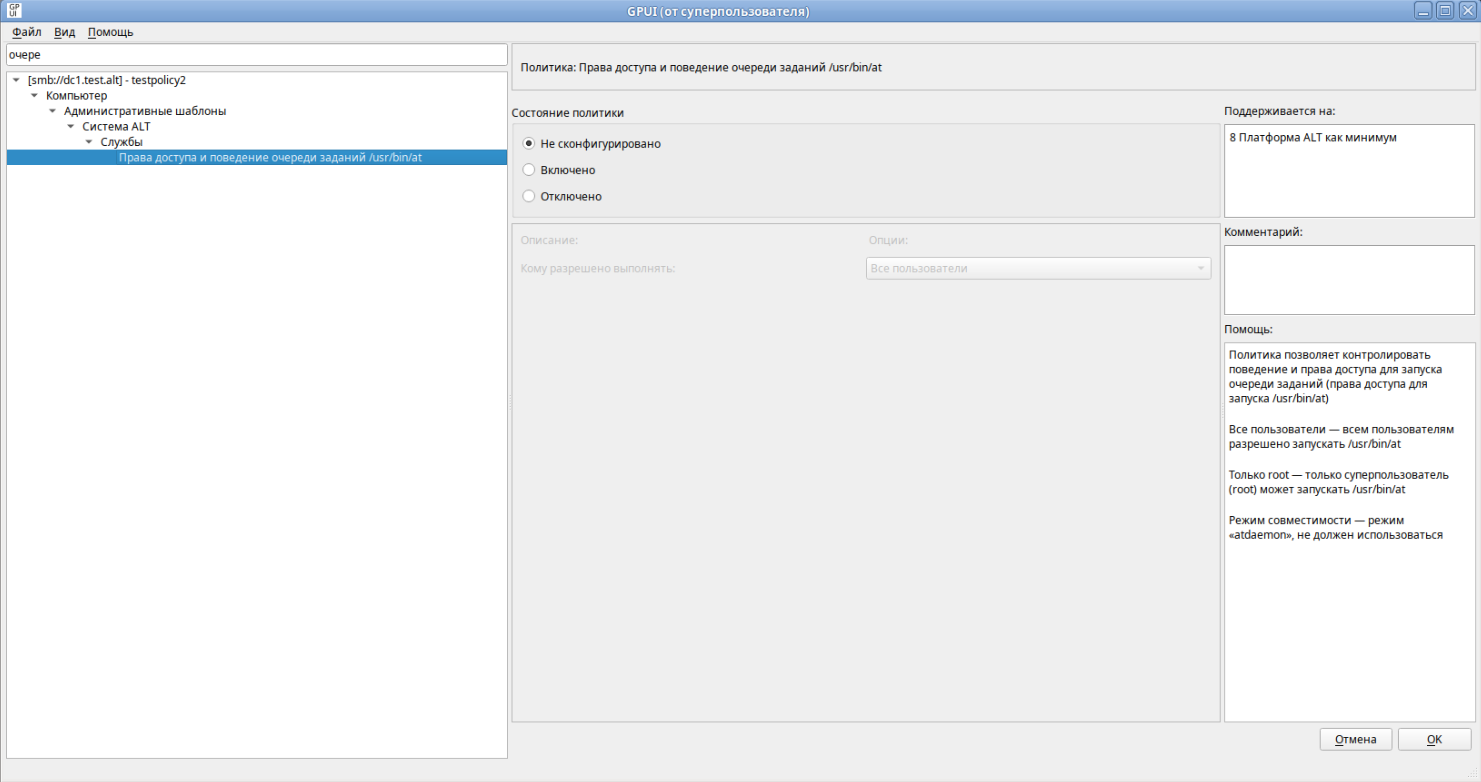 GPUI
GPUI (от суперпользователя)
Файл Вид Помощь
очере
[smb://dc1.test.alt] - testpolicy2
Компьютер
Административные шаблоны
Система ALT
Службы
Права доступа и поведение очереди заданий /usr/bin/at
Политика: Права доступа и поведение очереди заданий /usr/bin/at
Состояние политики
Не сконфигурировано
Включено
Отключено
Описание: Опции:
Кому разрешено выполнять: Все пользователи
Поддерживается на:
8 Платформа ALT как минимум
Комментарий:
Помощь:
Политика позволяет контролировать
поведение и права доступа для запуска
очереди заданий (права доступа для
запуска /usr/bin/at)
Все пользователи — всем пользователям
разрешено запускать /usr/bin/at
Только root — только суперпользователь
(root) может запускать /usr/bin/at
Режим совместимости — режим
«atdaemon», не должен использоваться
Отмена OK